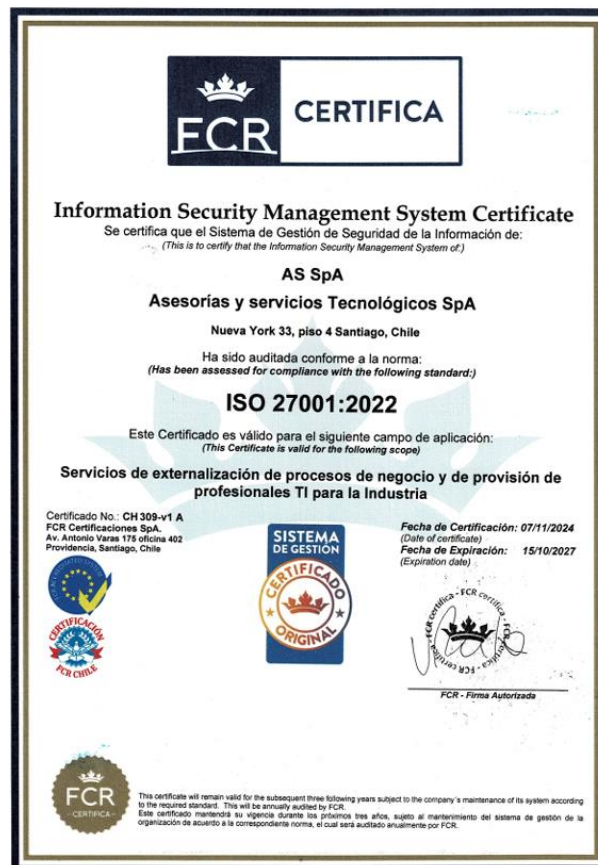 FCR
CERTIFICA
Information Security Management System Certificate
Se certifica que el Sistema de Gestión de Seguridad de la Información de:
(This is to certify that the Information Security Management System of:)
AS SpA
Asesorías y servicios Tecnológicos SpA
Nueva York 33, piso 4 Santiago, Chile
Ha sido auditada conforme a la norma:
(Has been assessed for compliance with the following standard:)
ISO 27001:2022
Este Certificado es válido para el siguiente campo de aplicación:
(This Certificate is valid for the following scope)
Servicios de externalización de procesos de negocio y de provisión de
profesionales TI para la Industria
Certificado No.: CH 309-v1 A
FCR Certificaciones SpA.
Av. Antonio Varas 175 oficina 402
Providencia, Santiago, Chile
SISTEMA
DE GESTIÓN
CERTIFICADO
ORIGINAL
Fecha de Certificación: 07/11/2024
(Date of certificate)
Fecha de Expiración: 15/10/2027
(Expiration date)
CERTIFICACIÓN
FCR CHILE
FCR certifica - FCR certifica - FCR certifica
FCR - Firma Autorizada
FCR
CERTIFICA
This certificate will remain valid for the subsequent three following years subject to the company's maintenance of its system according
to the required standard. This will be annually audited by FCR.
Este certificado mantendrá su vigencia durante los próximos tres años, sujeto al mantenimiento del sistema de gestión de la
organización de acuerdo a la correspondiente norma, el cual será auditado anualmente por FCR.